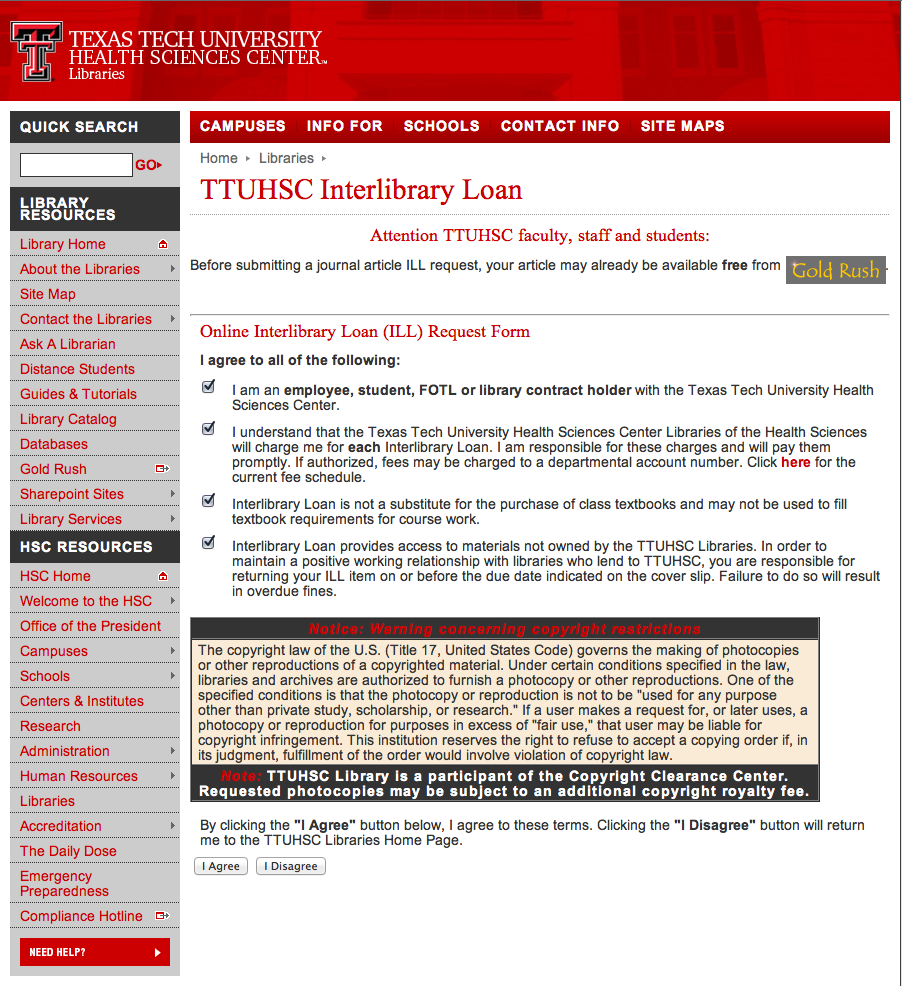 TEXAS TECH UNIVERSITY
HEALTH SCIENCES CENTER™
Libraries
QUICK SEARCH
GO
LIBRARY
RESOURCES
Library Home
About the Libraries
Site Map
Contact the Libraries
Ask A Librarian
Distance Students
Guides & Tutorials
Library Catalog
Databases
Gold Rush
Sharepoint Sites
Library Services
HSC RESOURCES
HSC Home
Welcome to the HSC
Office of the President
Campuses
Schools
Centers & Institutes
Research
Administration
Human Resources
Libraries
Accreditation
The Daily Dose
Emergency
Preparedness
Compliance Hotline
NEED HELP?
CAMPUSES INFO FOR SCHOOLS CONTACT INFO SITE MAPS
Home Libraries
TTUHSC Interlibrary Loan
Attention TTUHSC faculty, staff and students:
Before submitting a journal article ILL request, your article may already be available free from Gold Rush.
Online Interlibrary Loan (ILL) Request Form
I agree to all of the following:
I am an employee, student, FOTL or library contract holder with the Texas Tech University Health
Sciences Center.
I understand that the Texas Tech University Health Sciences Center Libraries of the Health Sciences
will charge me for each Interlibrary Loan. I am responsible for these charges and will pay them
promptly. If authorized, fees may be charged to a departmental account number. Click here for the
current fee schedule.
Interlibrary Loan is not a substitute for the purchase of class textbooks and may not be used to fill
textbook requirements for course work.
Interlibrary Loan provides access to materials not owned by the TTUHSC Libraries. In order to
maintain a positive working relationship with libraries who lend to TTUHSC, you are responsible for
returning your ILL item on or before the due date indicated on the cover slip. Failure to do so will result
in overdue fines.
Notice: Warning concerning copyright restrictions
The copyright law of the U.S. (Title 17, United States Code) governs the making of photocopies
or other reproductions of a copyrighted material. Under certain conditions specified in the law,
libraries and archives are authorized to furnish a photocopy or other reproductions. One of the
specified conditions is that the photocopy or reproduction is not to be "used for any purpose
other than private study, scholarship, or research." If a user makes a request for, or later uses, a
photocopy or reproduction for purposes in excess of "fair use," that user may be liable for
copyright infringement. This institution reserves the right to refuse to accept a copying order if, in
its judgment, fulfillment of the order would involve violation of copyright law.
Note: TTUHSC Library is a participant of the Copyright Clearance Center.
Requested photocopies may be subject to an additional copyright royalty fee.
By clicking the "I Agree" button below, I agree to these terms. Clicking the "I Disagree" button will return
me to the TTUHSC Libraries Home Page.
I Agree I Disagree